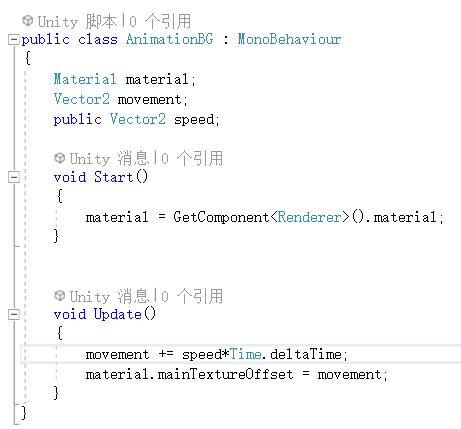 Unity 脚本|0 个引用
public class AnimationBG : MonoBehaviour
{
Material material;
Vector2 movement;
public Vector2 speed;
Unity 消息|0 个引用
void Start()
{
material = GetComponent<Renderer>().material;
}
Unity 消息|0 个引用
void Update()
{
movement += speed*Time.deltaTime;
material.mainTextureOffset = movement;
}
}